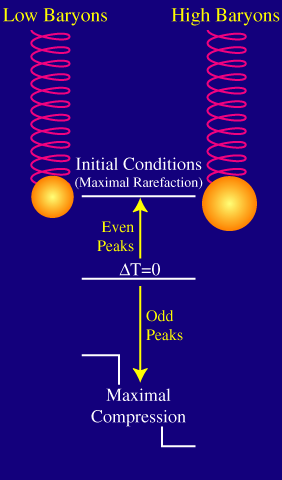 Low Baryons
High Baryons
Initial Conditions
(Maximal Rarefaction)
Even
Peaks
ΔT=0
Odd
Peaks
Maximal
Compression